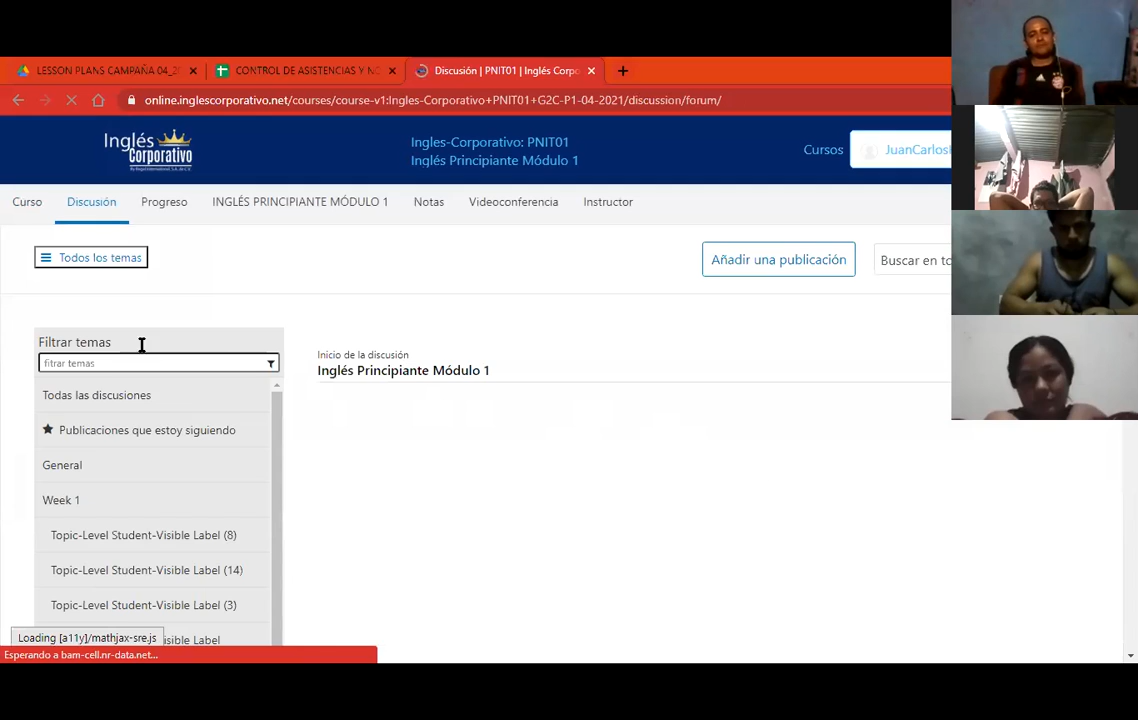 LESSON PLANS CAMPAÑA 04_2
CONTROL DE ASISTENCIAS Y NO
Discusión | PNIT01 | Inglés Corpo
online.inglescorporativo.net/courses/course-v1:Ingles-Corporativo+PNIT01+G2C-P1-04-2021/discussion/forum/
Inglés
Corporativo
Ingles-Corporativo: PNIT01
Inglés Principiante Módulo 1
Cursos
JuanCarlos
Curso
Discusión
Progreso
INGLÉS PRINCIPIANTE MÓDULO 1
Notas
Videoconferencia
Instructor
Todos los temas
Añadir una publicación
Buscar en to
Filtrar temas
fitrar temas
Inicio de la discusión
Inglés Principiante Módulo 1
Todas las discusiones
Publicaciones que estoy siguiendo
General
Week 1
Topic-Level Student-Visible Label (8)
Topic-Level Student-Visible Label (14)
Topic-Level Student-Visible Label (3)
isible Label
Loading [a11y]/mathjax-sre.js
Esperando a bam-cell.nr-data.net...